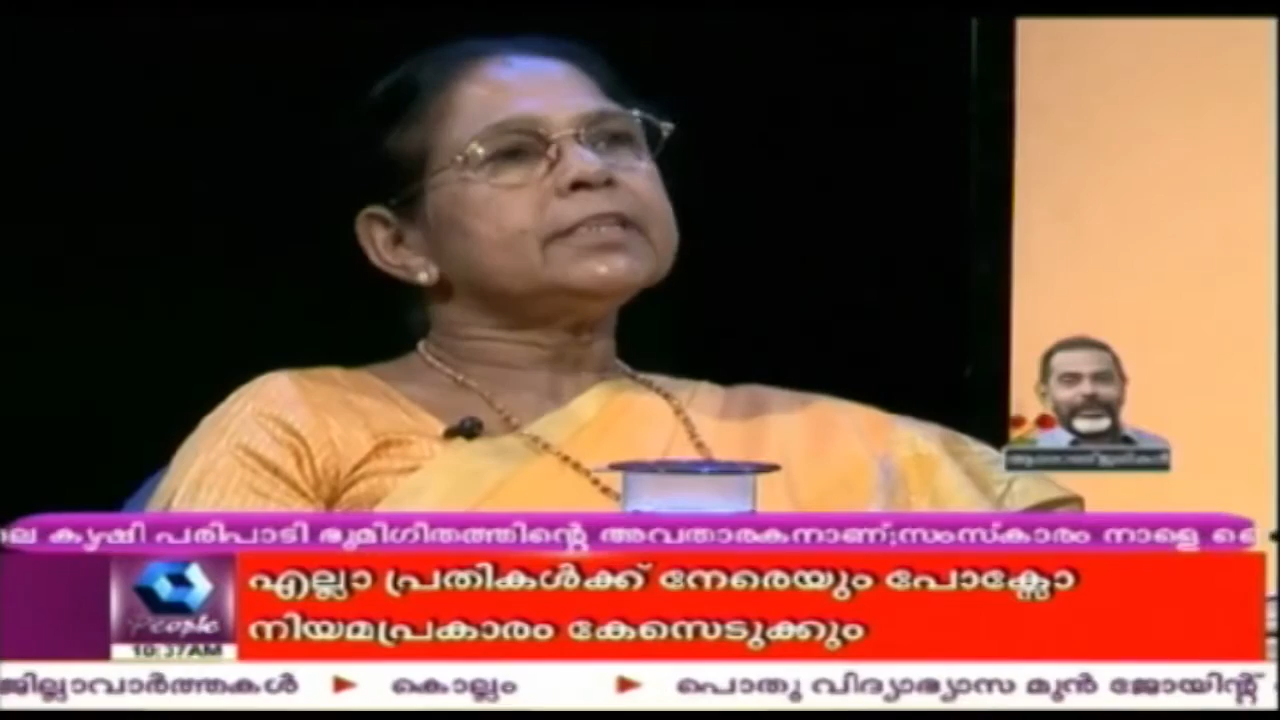 ല കൃഷി പരിപാടി ഭൂമിഗീതത്തിന്റെ അവതാരകനാണ്;സംസ്കാരം നാളെ
എല്ലാ പ്രതികൾക്ക് നേരെയും പോക്സോ
നിയമപ്രകാരം കേസെടുക്കും
People
10:37AM
ജില്ലാവാർത്തകൾ ▶ കൊല്ലം ▶ പൊതു വിദ്യാഭ്യാസ മുൻ ജോയിന്റ്